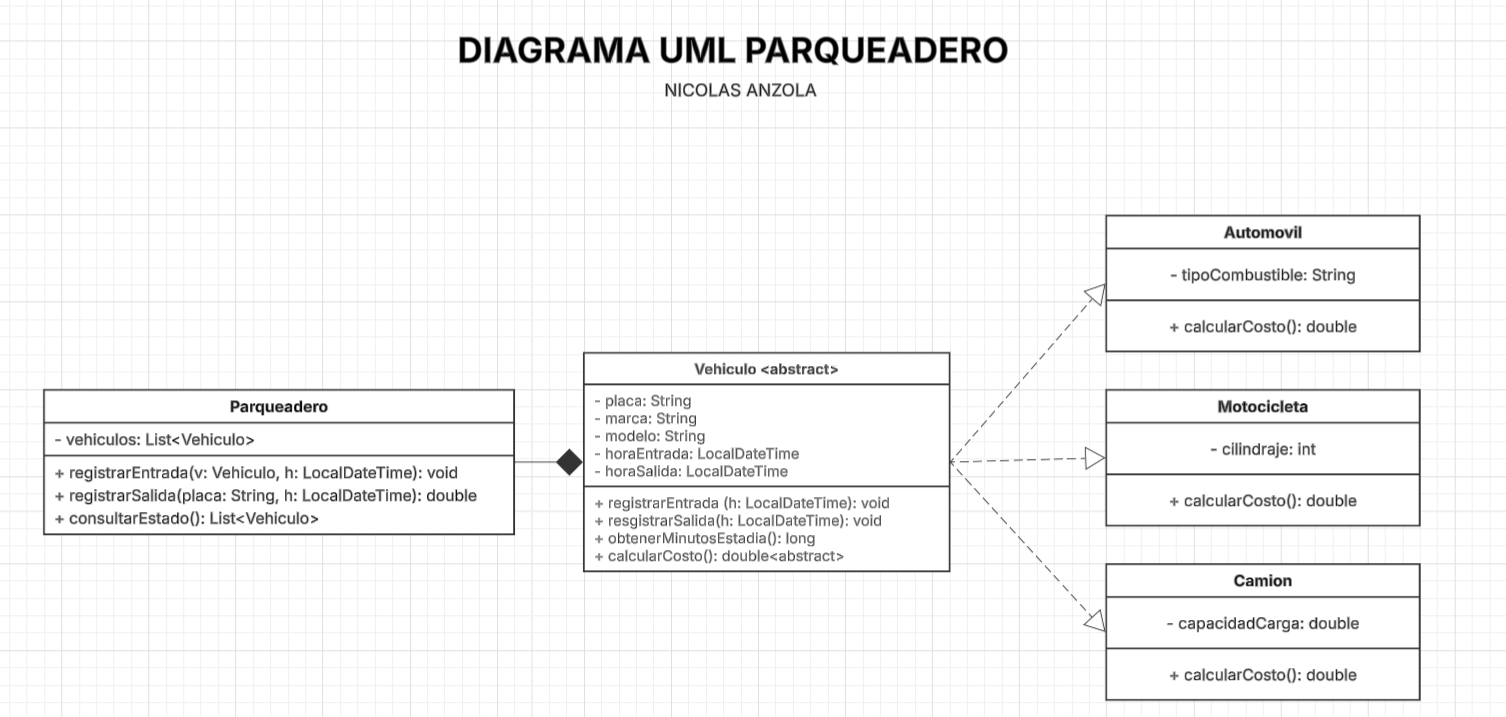 DIAGRAMA UML PARQUEADERO
NICOLAS ANZOLA
Parqueadero
- vehiculos: List<Vehiculo>
+ registrarEntrada(v: Vehiculo, h: LocalDateTime): void
+ registrarSalida(placa: String, h: LocalDateTime): double
+ consultarEstado(): List<Vehiculo>
Vehiculo <abstract>
- placa: String
- marca: String
- modelo: String
- horaEntrada: LocalDateTime
- horaSalida: LocalDateTime
+ registrarEntrada (h: LocalDateTime): void
+ resgistrarSalida(h: LocalDateTime): void
+ obtenerMinutosEstadia(): long
+ calcularCosto(): double<abstract>
Automovil
- tipoCombustible: String
+ calcularCosto(): double
Motocicleta
- cilindraje: int
+ calcularCosto(): double
Camion
- capacidadCarga: double
+ calcularCosto(): double